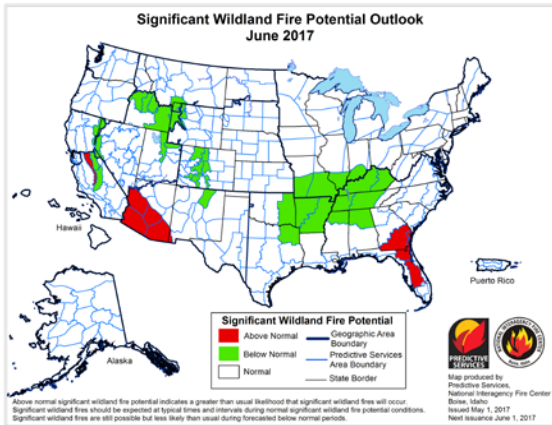 Significant Wildland Fire Potential Outlook
June 2017
Hawaii
Puerto Rico
Alaska
Significant Wildland Fire Potential
Above Normal
Below Normal
Normal
Geographic Area
Boundary
Predictive Services
Area Boundary
State Border
PREDICTIVE
SERVICES
NATIONAL INTERAGENCY FIRE CENTER
Map produced by
Predictive Services,
National Interagency Fire Center
Boise, Idaho
Issued May 1, 2017
Next issuance June 1, 2017
Above normal significant wildland fire potential indicates a greater than usual likelihood that significant wildland fires will occur.
Significant wildland fires should be expected at typical times and intervals during normal significant wildland fire potential conditions.
Significant wildland fires are still possible but less likely than usual during forecasted below normal periods.